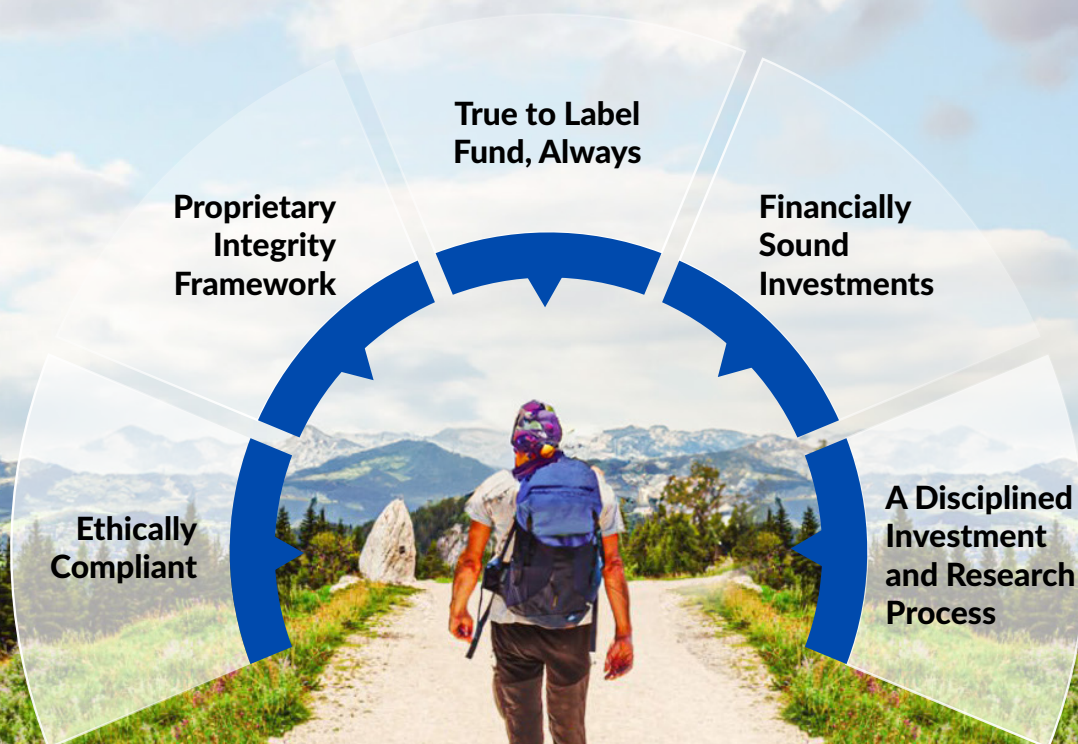 Ethically
Compliant
Proprietary
Integrity
Framework
True to Label
Fund, Always
Financially
Sound
Investments
A Disciplined
Investment
and Research
Process